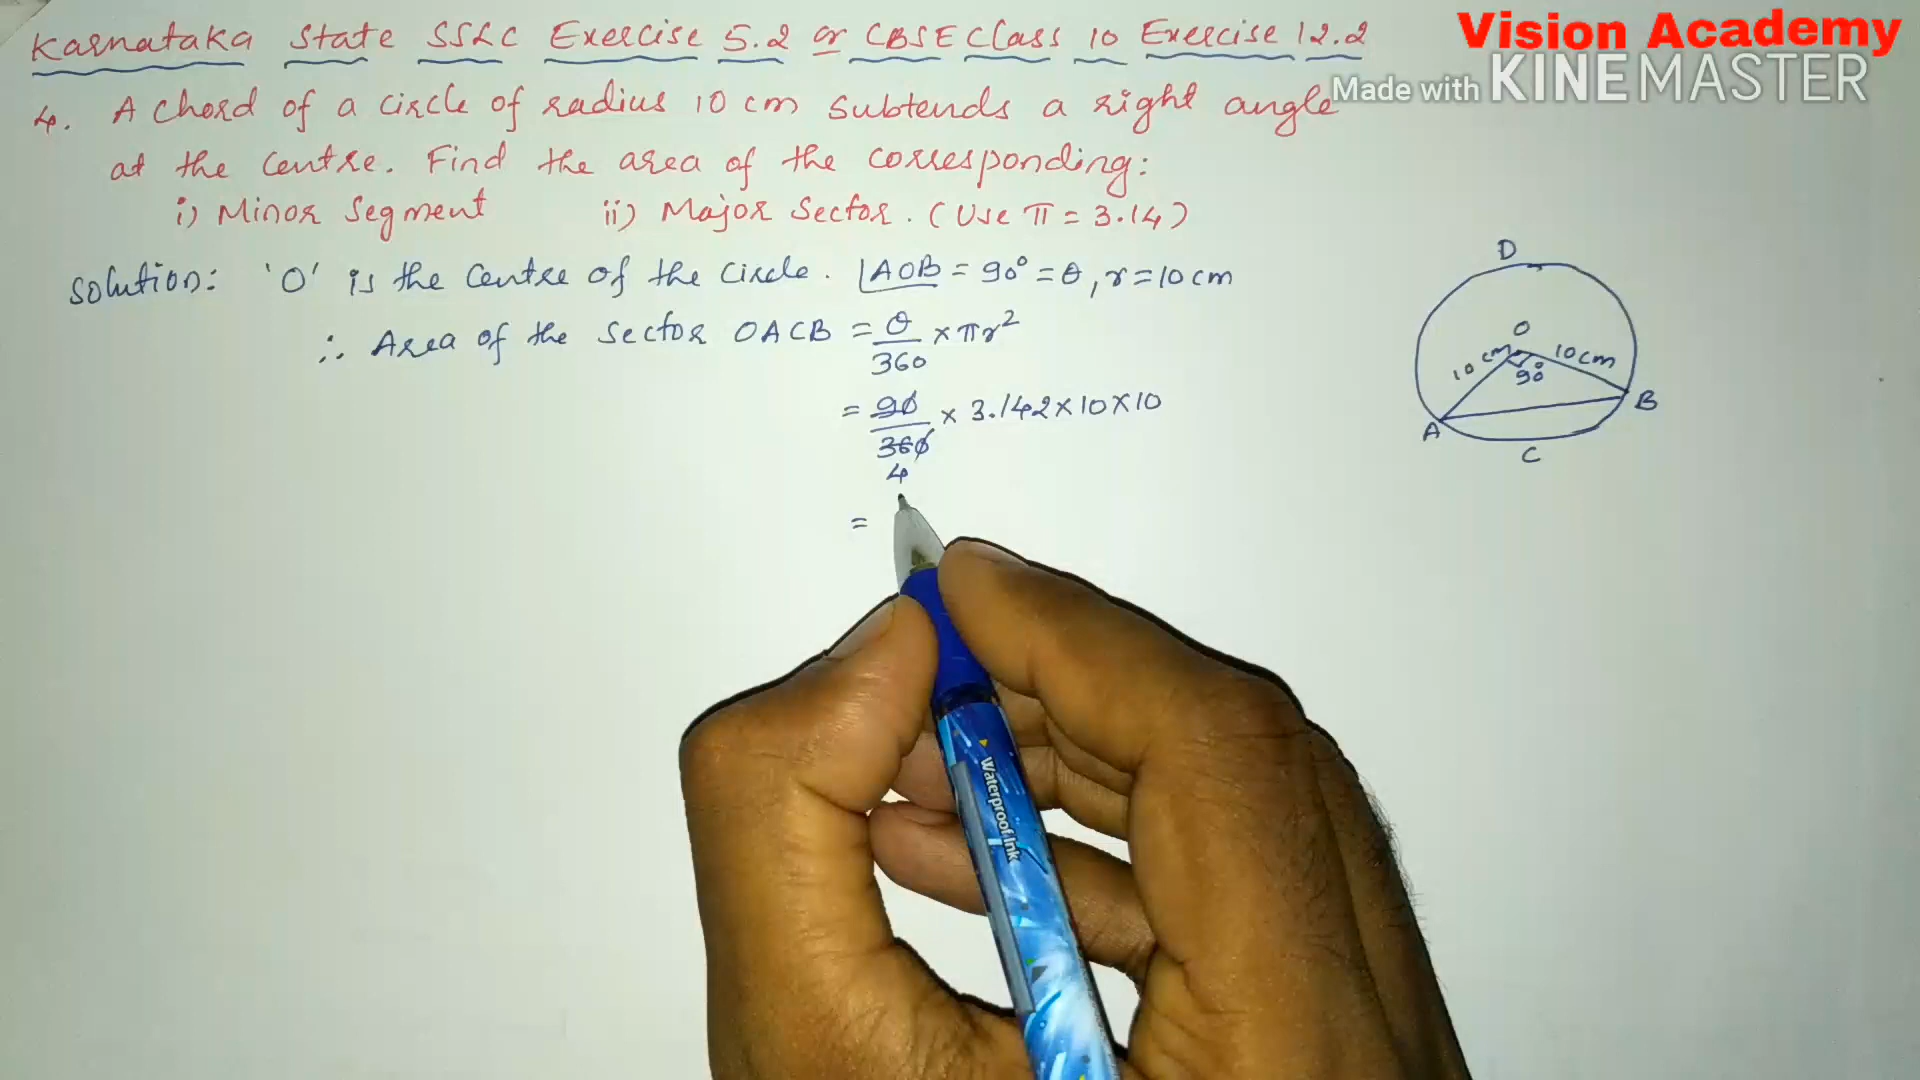 Karnataka State SSLC Exercise 5.2 or CBSE Class 10 Exercise 12.2
Vision Academy
Made with KINEMASTER
4. A chord of a circle of radius 10 cm subtends a right angle
at the centre. Find the area of the corresponding:
i) Minor Segment ii) Major Sector. (Use π = 3.14)
Solution: 'O' is the centre of the circle. ∠AOB = 90° = θ, r = 10 cm
∴ Area of the sector OACB = θ/360 × πr²
= 90/360 × 3.142 × 10 × 10
4
=
D
O
10 cm 10 cm
90°
A B
C
Waterproof Ink